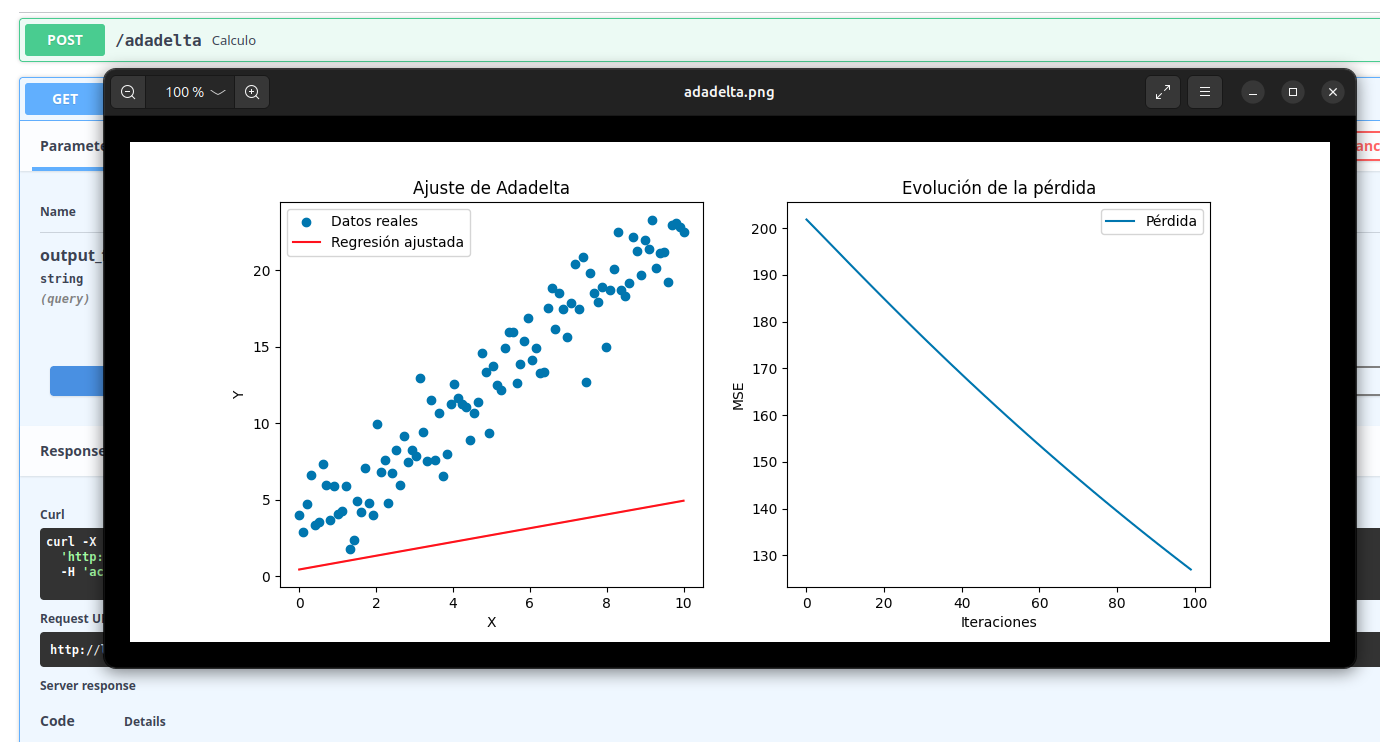 POST /adadelta Calculo
GET
100 % adadelta.png
Name
string
(query)
Ajuste de Adadelta
Datos reales
Regresión ajustada
Y
20
15
10
5
0
0 2 4 6 8 10
X
Evolución de la pérdida
Pérdida
MSE
200
190
180
170
160
150
140
130
0 20 40 60 80 100
Iteraciones
Response
Curl
curl -X
'http:
-H 'ac
Request U
http://
Server response
Code Details